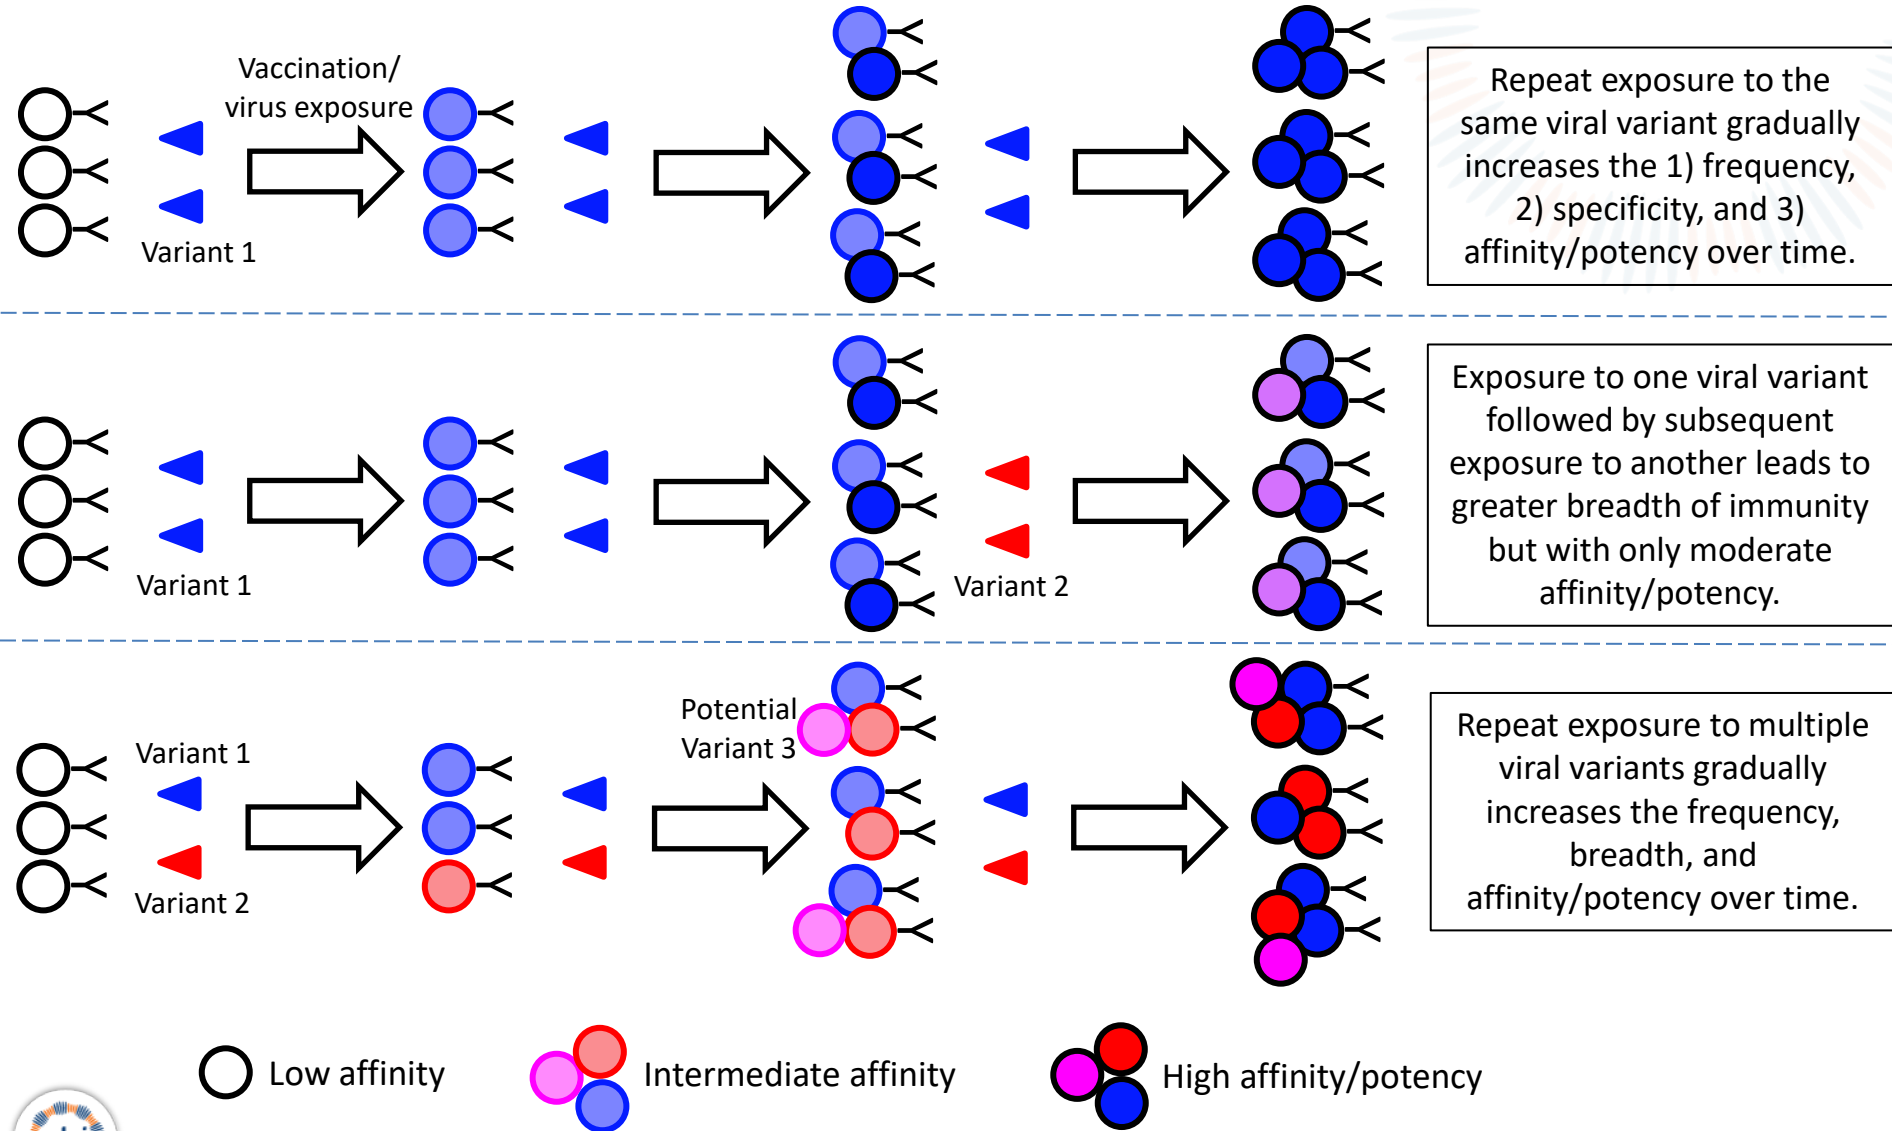 Vaccination/
virus exposure
Variant 1
Repeat exposure to the
same viral variant gradually
increases the 1) frequency,
2) specificity, and 3)
affinity/potency over time.
Variant 1
Variant 2
Exposure to one viral variant
followed by subsequent
exposure to another leads to
greater breadth of immunity
but with only moderate
affinity/potency.
Variant 1
Variant 2
Potential
Variant 3
Repeat exposure to multiple
viral variants gradually
increases the frequency,
breadth, and
affinity/potency over time.
Low affinity
Intermediate affinity
High affinity/potency